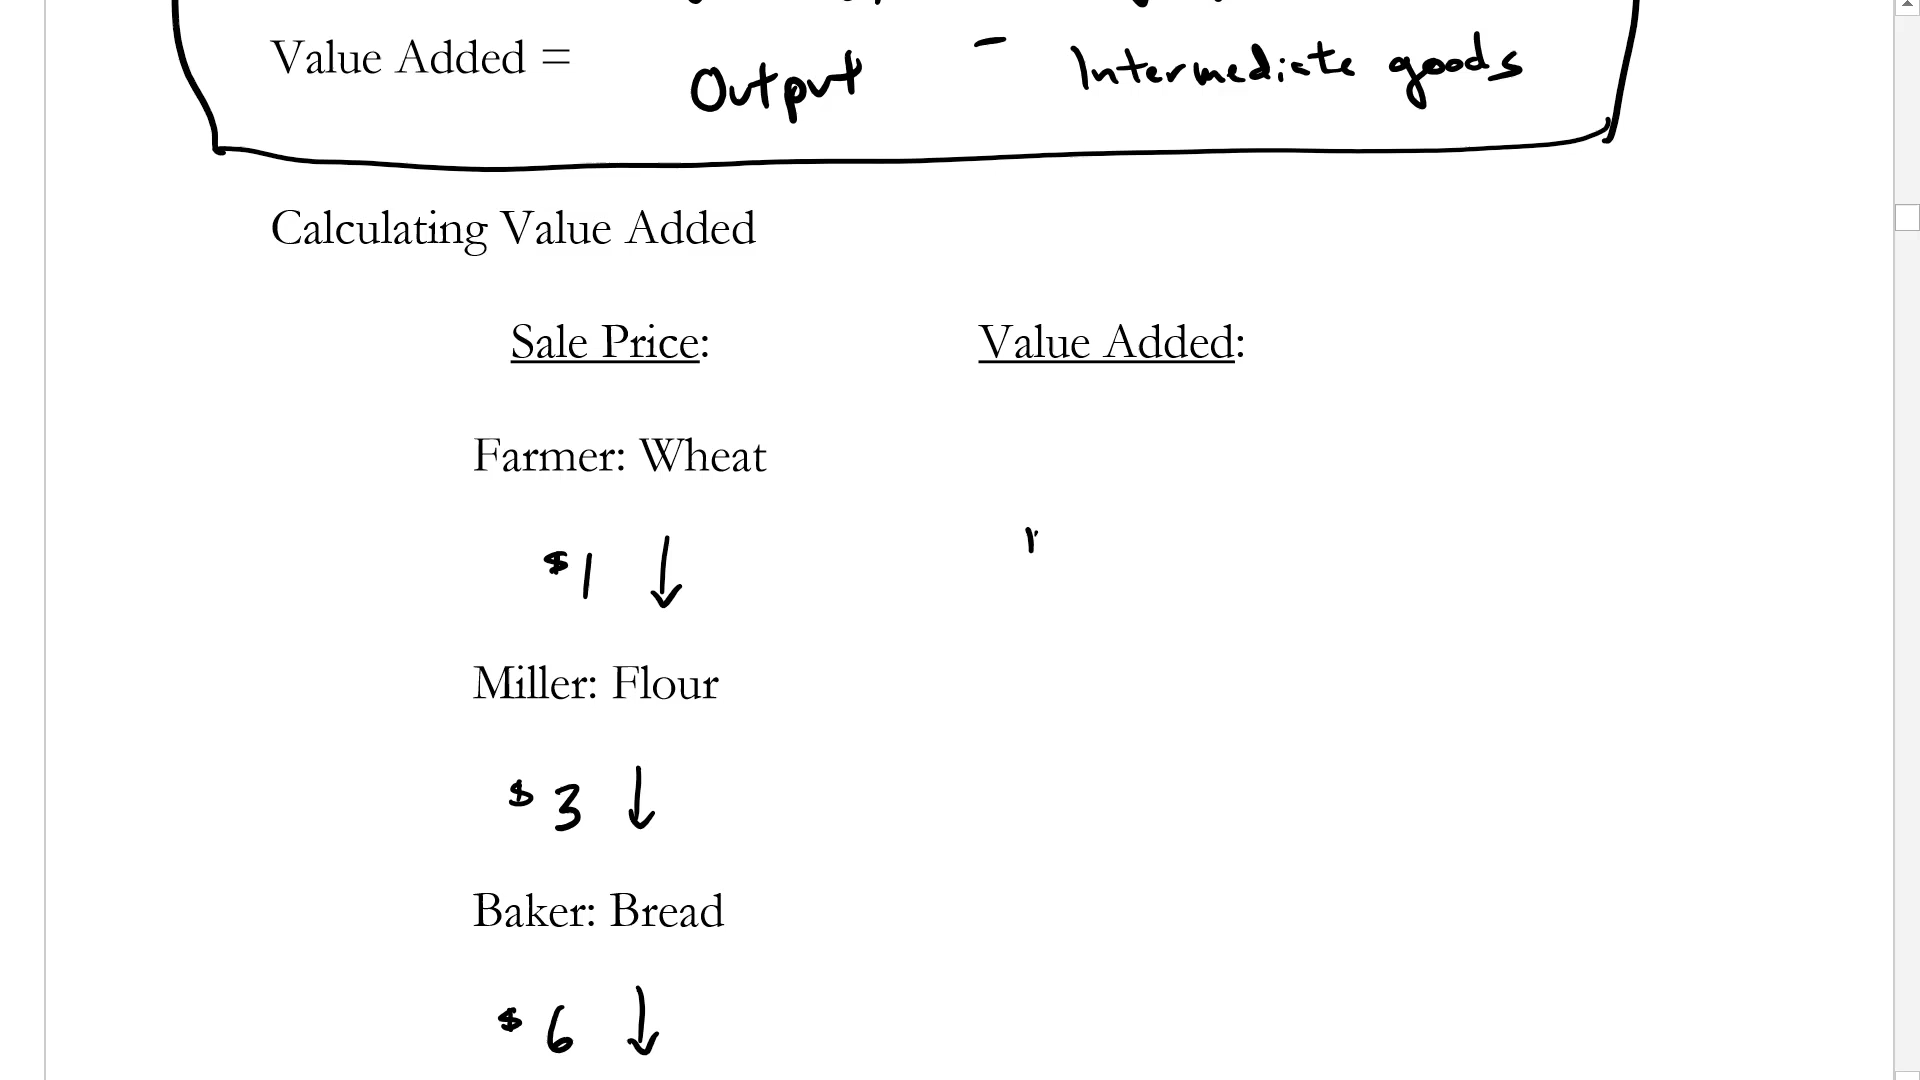 Value Added = Output - Intermediate goods
Calculating Value Added
Sale Price: Value Added:
Farmer: Wheat
$1 ↓
Miller: Flour
$3 ↓
Baker: Bread
$6 ↓